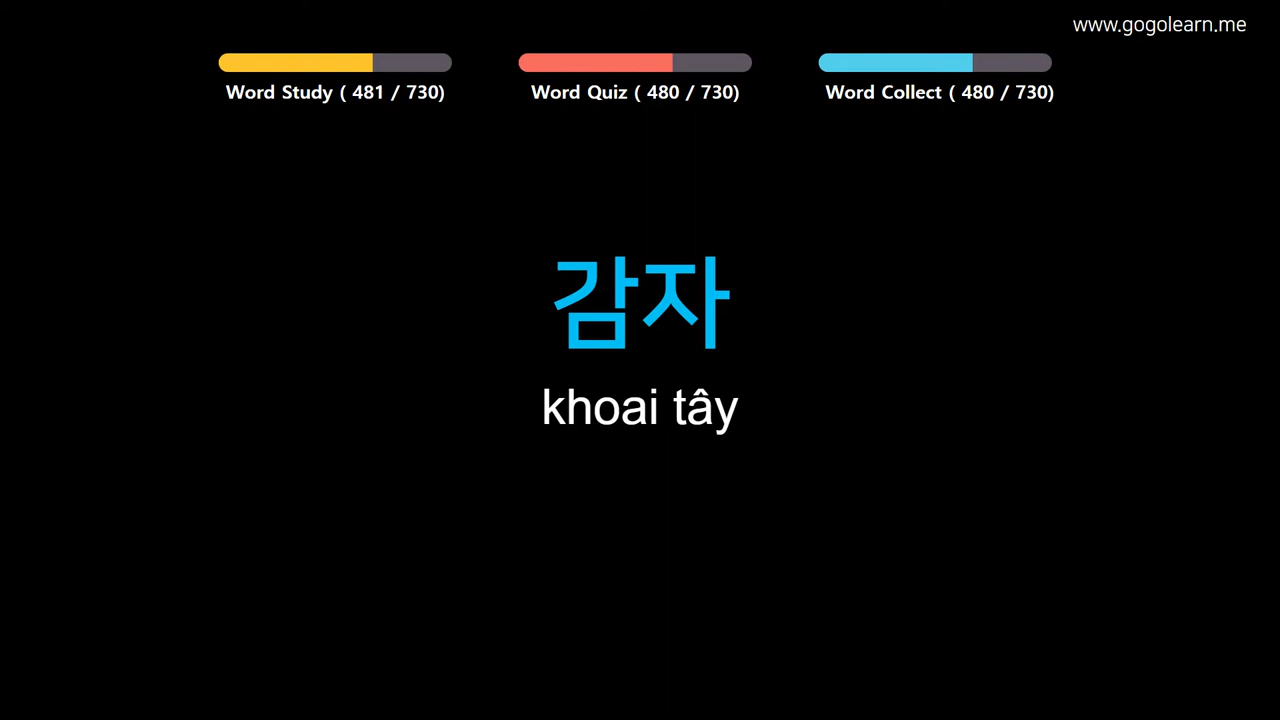 www.gogolearn.me
Word Study ( 481 / 730)
Word Quiz ( 480 / 730)
Word Collect ( 480 / 730)
감자
khoai tây